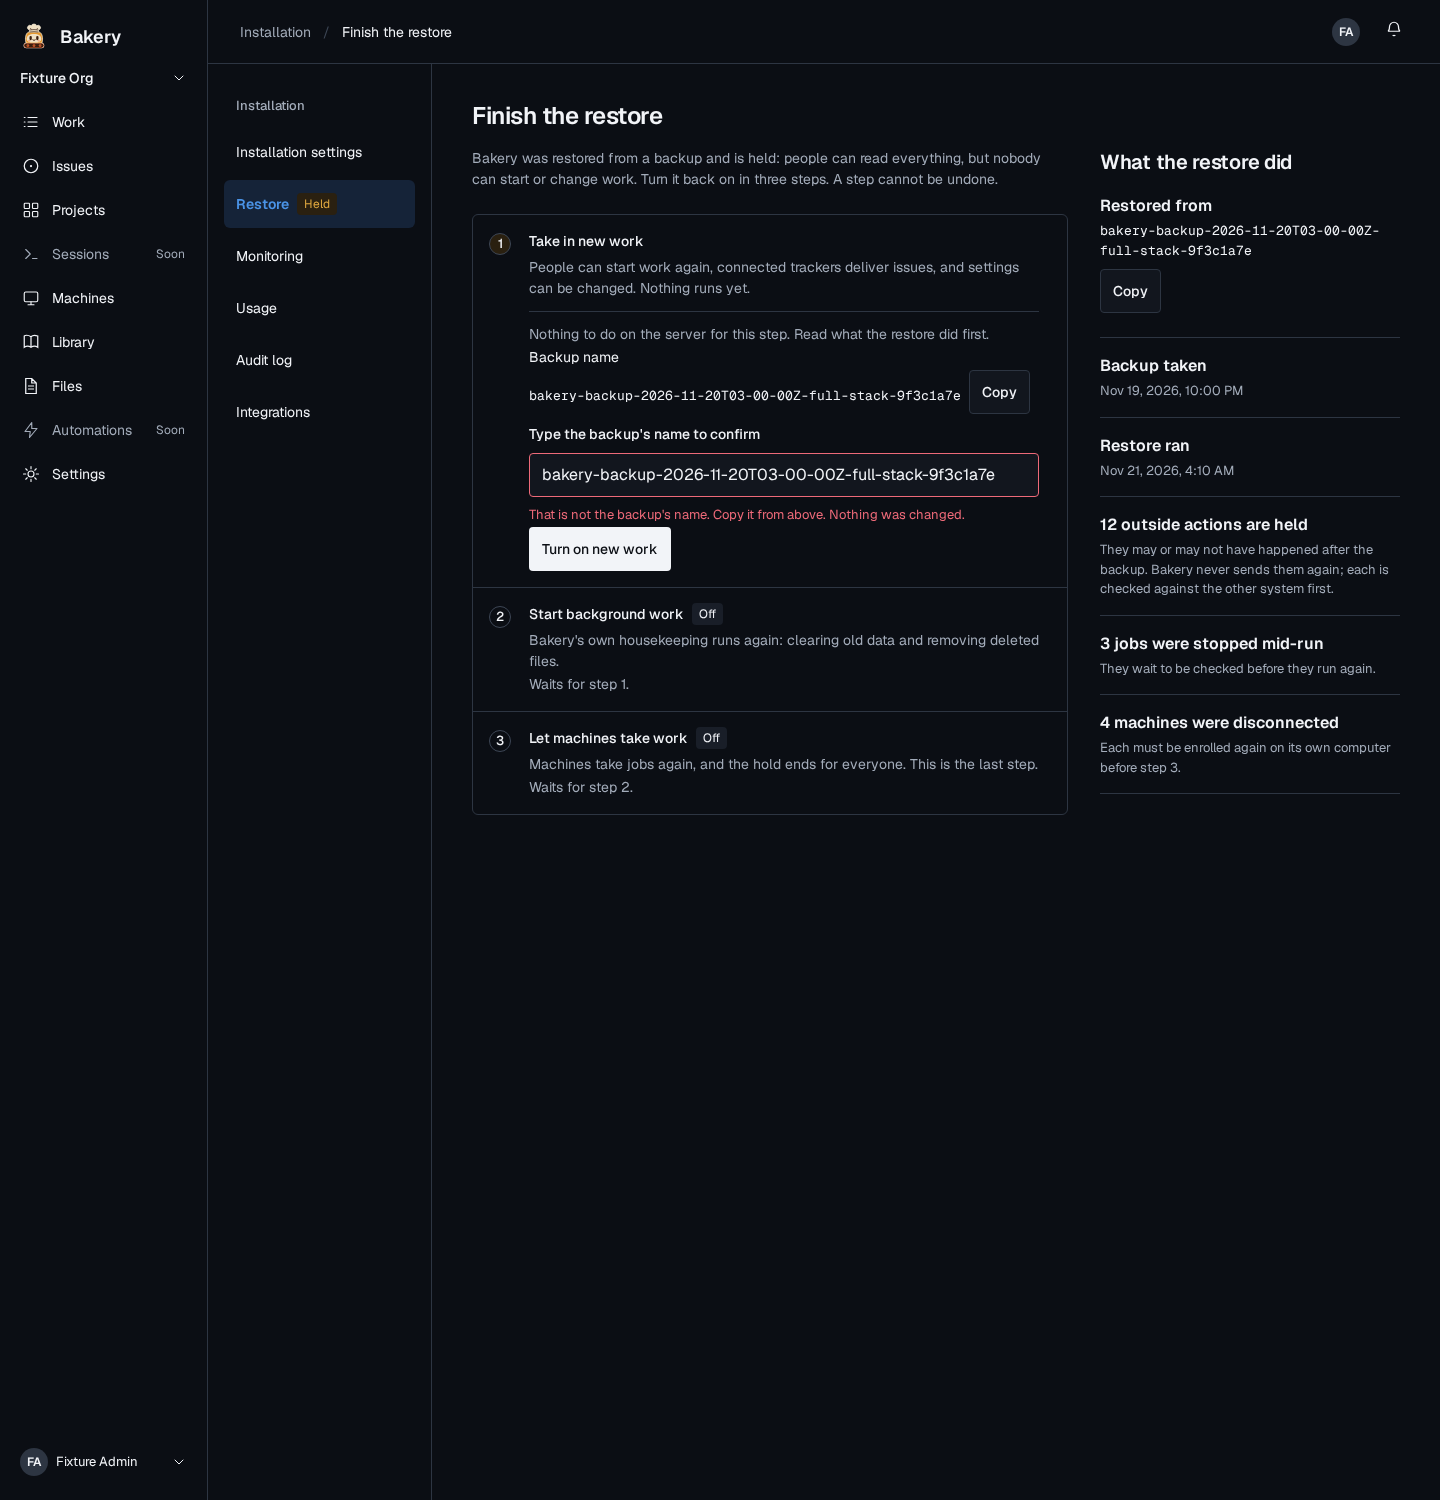 Bakery
Fixture Org
Work
Issues
Projects
Sessions Soon
Machines
Library
Files
Automations Soon
Settings
FA Fixture Admin
Installation / Finish the restore
FA
Installation
Installation settings
Restore Held
Monitoring
Usage
Audit log
Integrations
Finish the restore
Bakery was restored from a backup and is held: people can read everything, but nobody
can start or change work. Turn it back on in three steps. A step cannot be undone.
1 Take in new work
People can start work again, connected trackers deliver issues, and settings
can be changed. Nothing runs yet.
Nothing to do on the server for this step. Read what the restore did first.
Backup name
bakery-backup-2026-11-20T03-00-00Z-full-stack-9f3c1a7e Copy
Type the backup's name to confirm
bakery-backup-2026-11-20T03-00-00Z-full-stack-9f3c1a7e
That is not the backup's name. Copy it from above. Nothing was changed.
Turn on new work
2 Start background work Off
Bakery's own housekeeping runs again: clearing old data and removing deleted
files.
Waits for step 1.
3 Let machines take work Off
Machines take jobs again, and the hold ends for everyone. This is the last step.
Waits for step 2.
What the restore did
Restored from
bakery-backup-2026-11-20T03-00-00Z-
full-stack-9f3c1a7e
Copy
Backup taken
Nov 19, 2026, 10:00 PM
Restore ran
Nov 21, 2026, 4:10 AM
12 outside actions are held
They may or may not have happened after the
backup. Bakery never sends them again; each is
checked against the other system first.
3 jobs were stopped mid-run
They wait to be checked before they run again.
4 machines were disconnected
Each must be enrolled again on its own computer
before step 3.